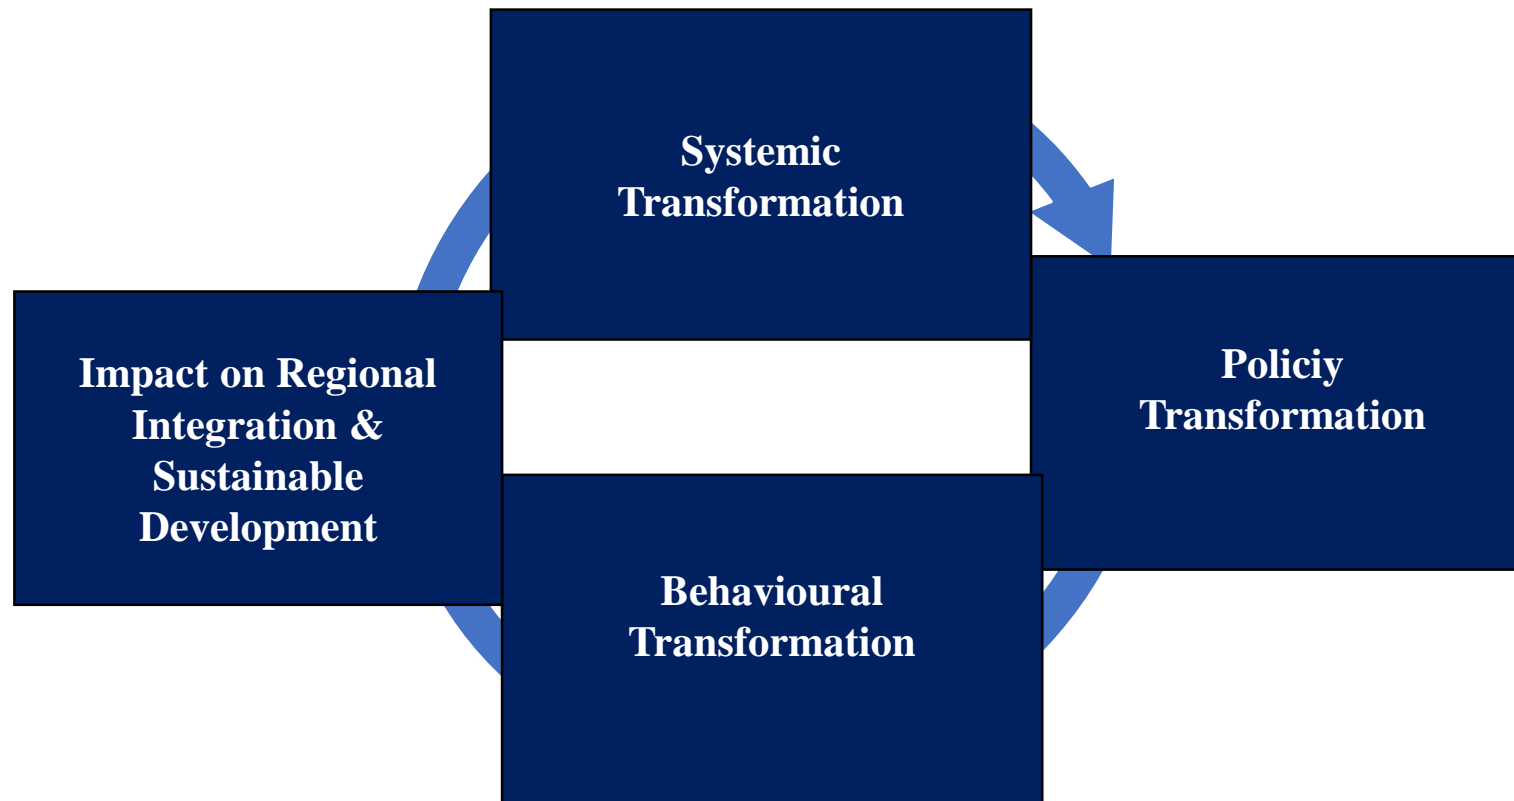 Systemic
Transformation
Policiy
Transformation
Behavioural
Transformation
Impact on Regional
Integration &
Sustainable
Development